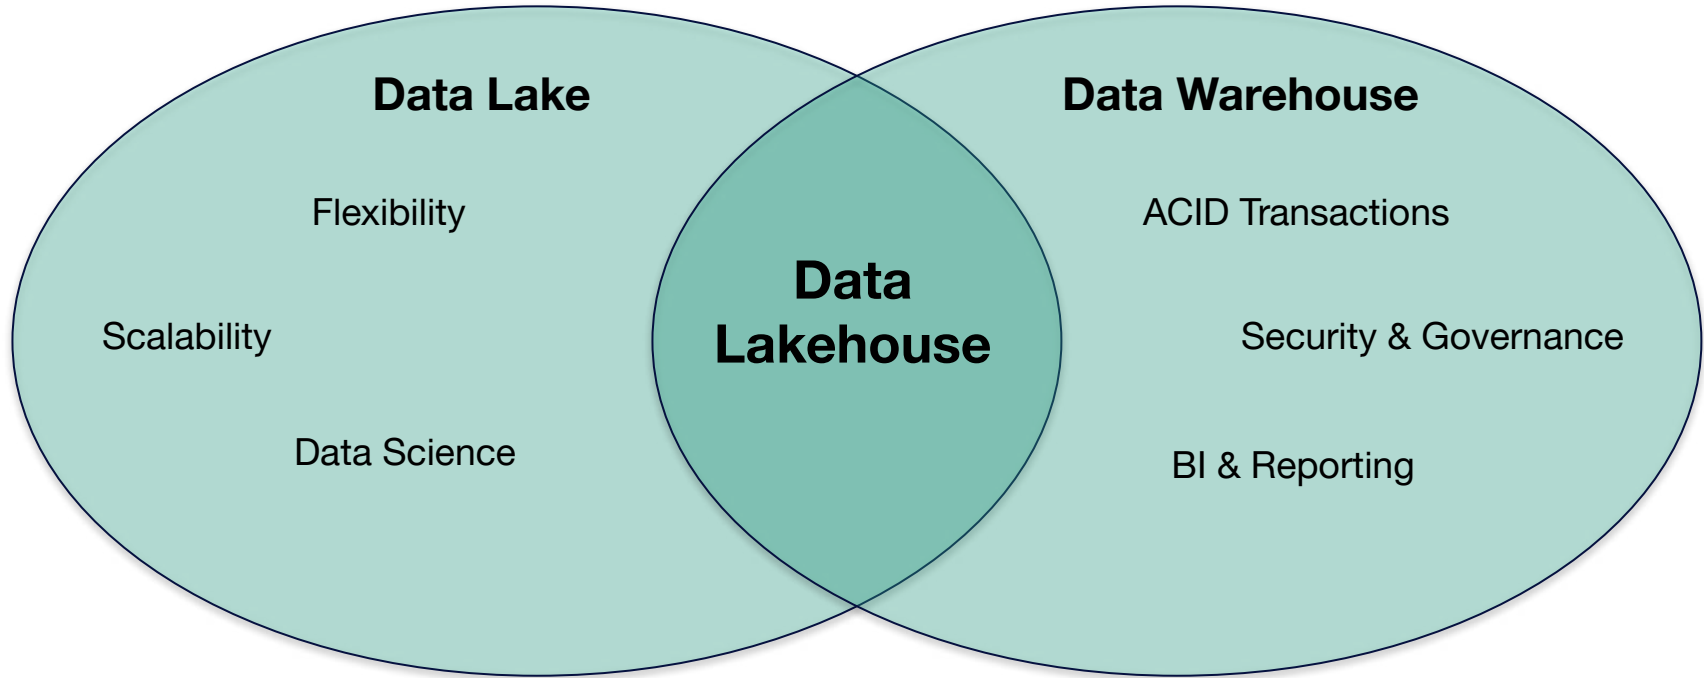 Data Lake
Flexibility
Scalability
Data Science
Data
Lakehouse
Data Warehouse
ACID Transactions
Security & Governance
BI & Reporting